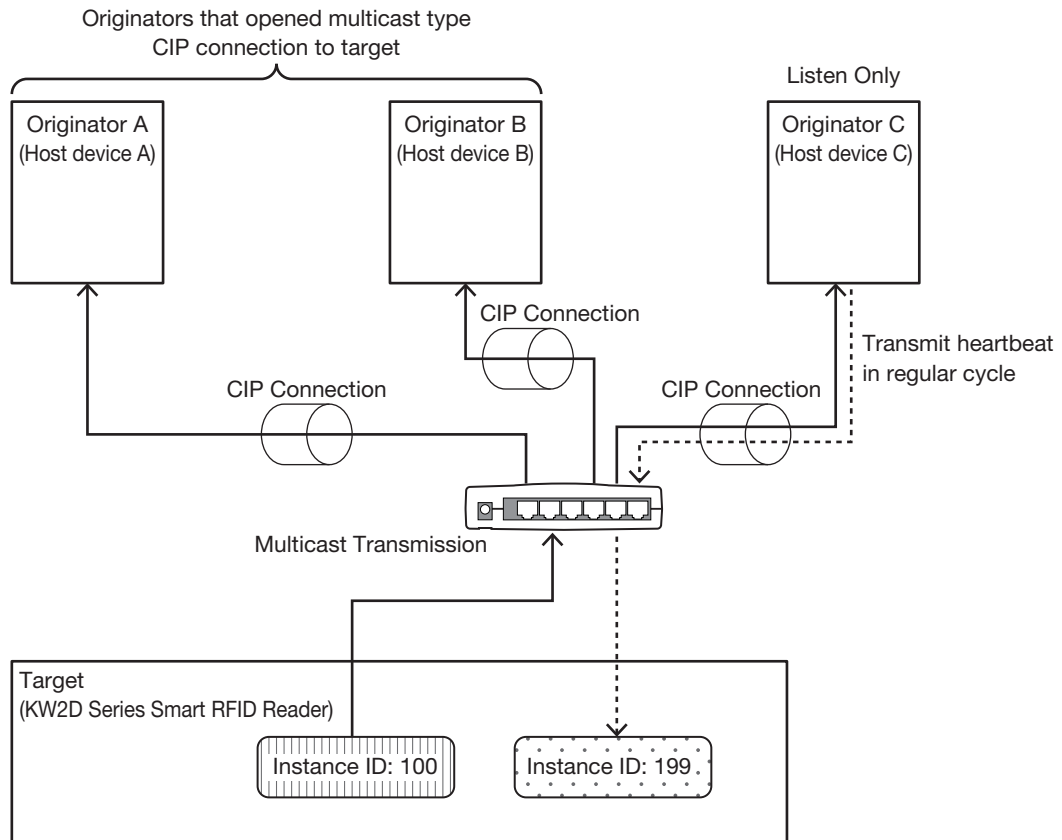 Originators that opened multicast type
CIP connection to target
Listen Only
Originator A
(Host device A)
Originator B
(Host device B)
Originator C
(Host device C)
CIP Connection
Transmit heartbeat
in regular cycle
CIP Connection
CIP Connection
Multicast Transmission
Target
(KW2D Series Smart RFID Reader)
Instance ID: 100
Instance ID: 199